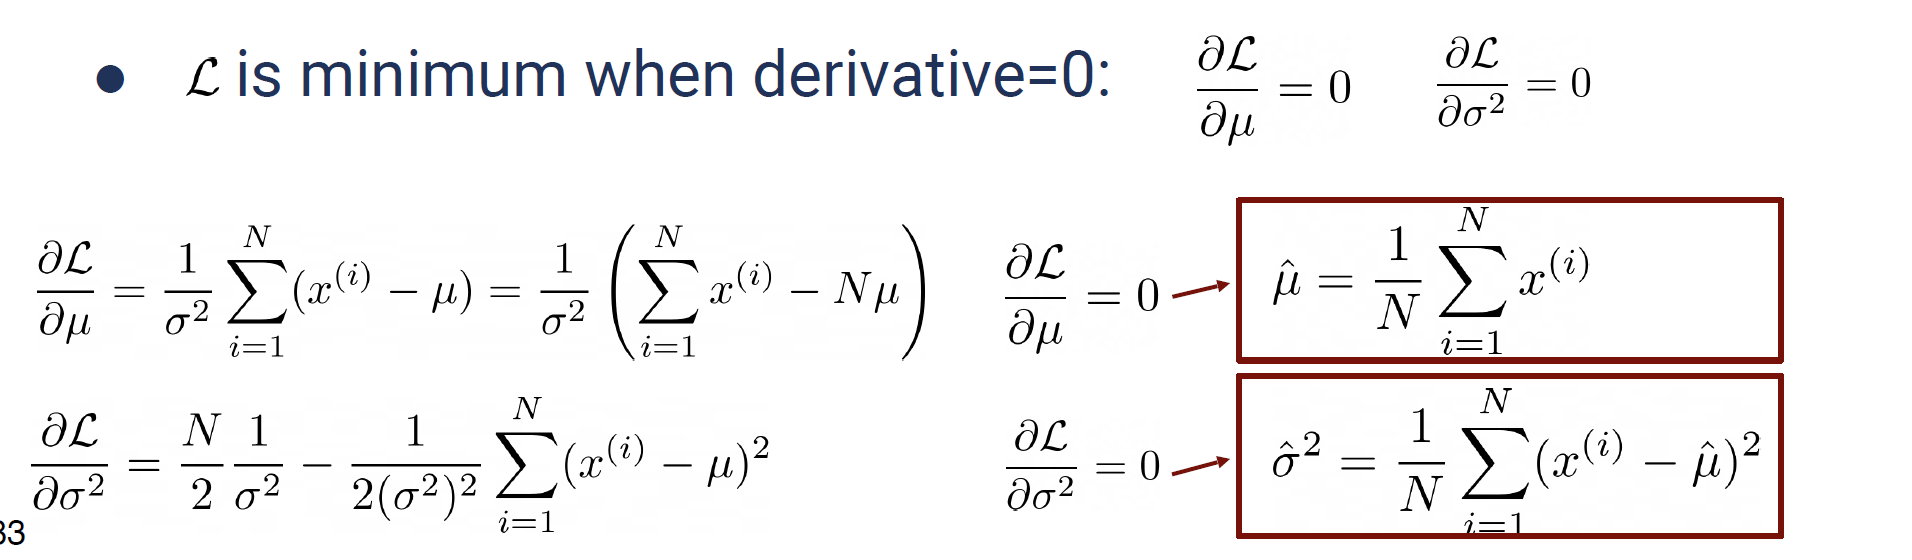 ● ℒ is minimum when derivative=0: ∂ℒ/∂μ = 0 ∂ℒ/∂σ² = 0
∂ℒ/∂μ = 1/σ² ∑_{i=1}^{N} (x^{(i)} − μ) = 1/σ² (∑_{i=1}^{N} x^{(i)} − Nμ) ∂ℒ/∂μ = 0 → μ̂ = 1/N ∑_{i=1}^{N} x^{(i)}
∂ℒ/∂σ² = N/2 1/σ² − 1/2(σ²)² ∑_{i=1}^{N} (x^{(i)} − μ)² ∂ℒ/∂σ² = 0 → σ̂² = 1/N ∑_{i=1}^{N} (x^{(i)} − μ̂)²
33